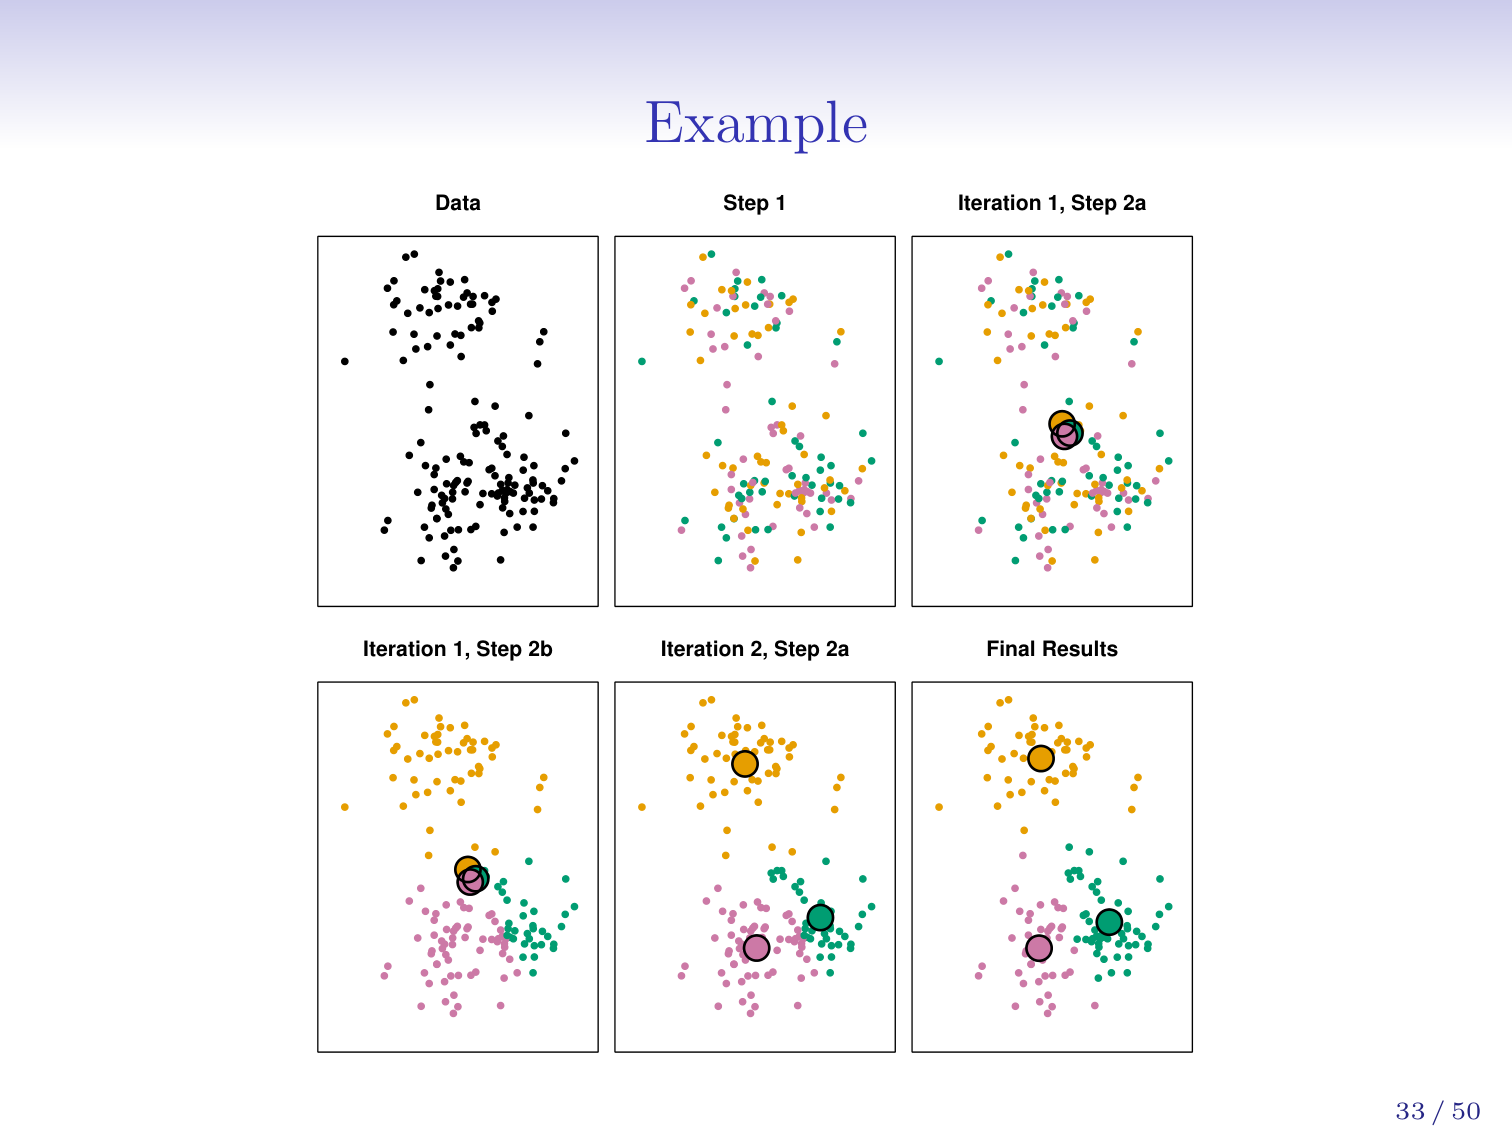 Example
Data
Step 1
Iteration 1, Step 2a
Iteration 1, Step 2b
Iteration 2, Step 2a
Final Results
33 / 50